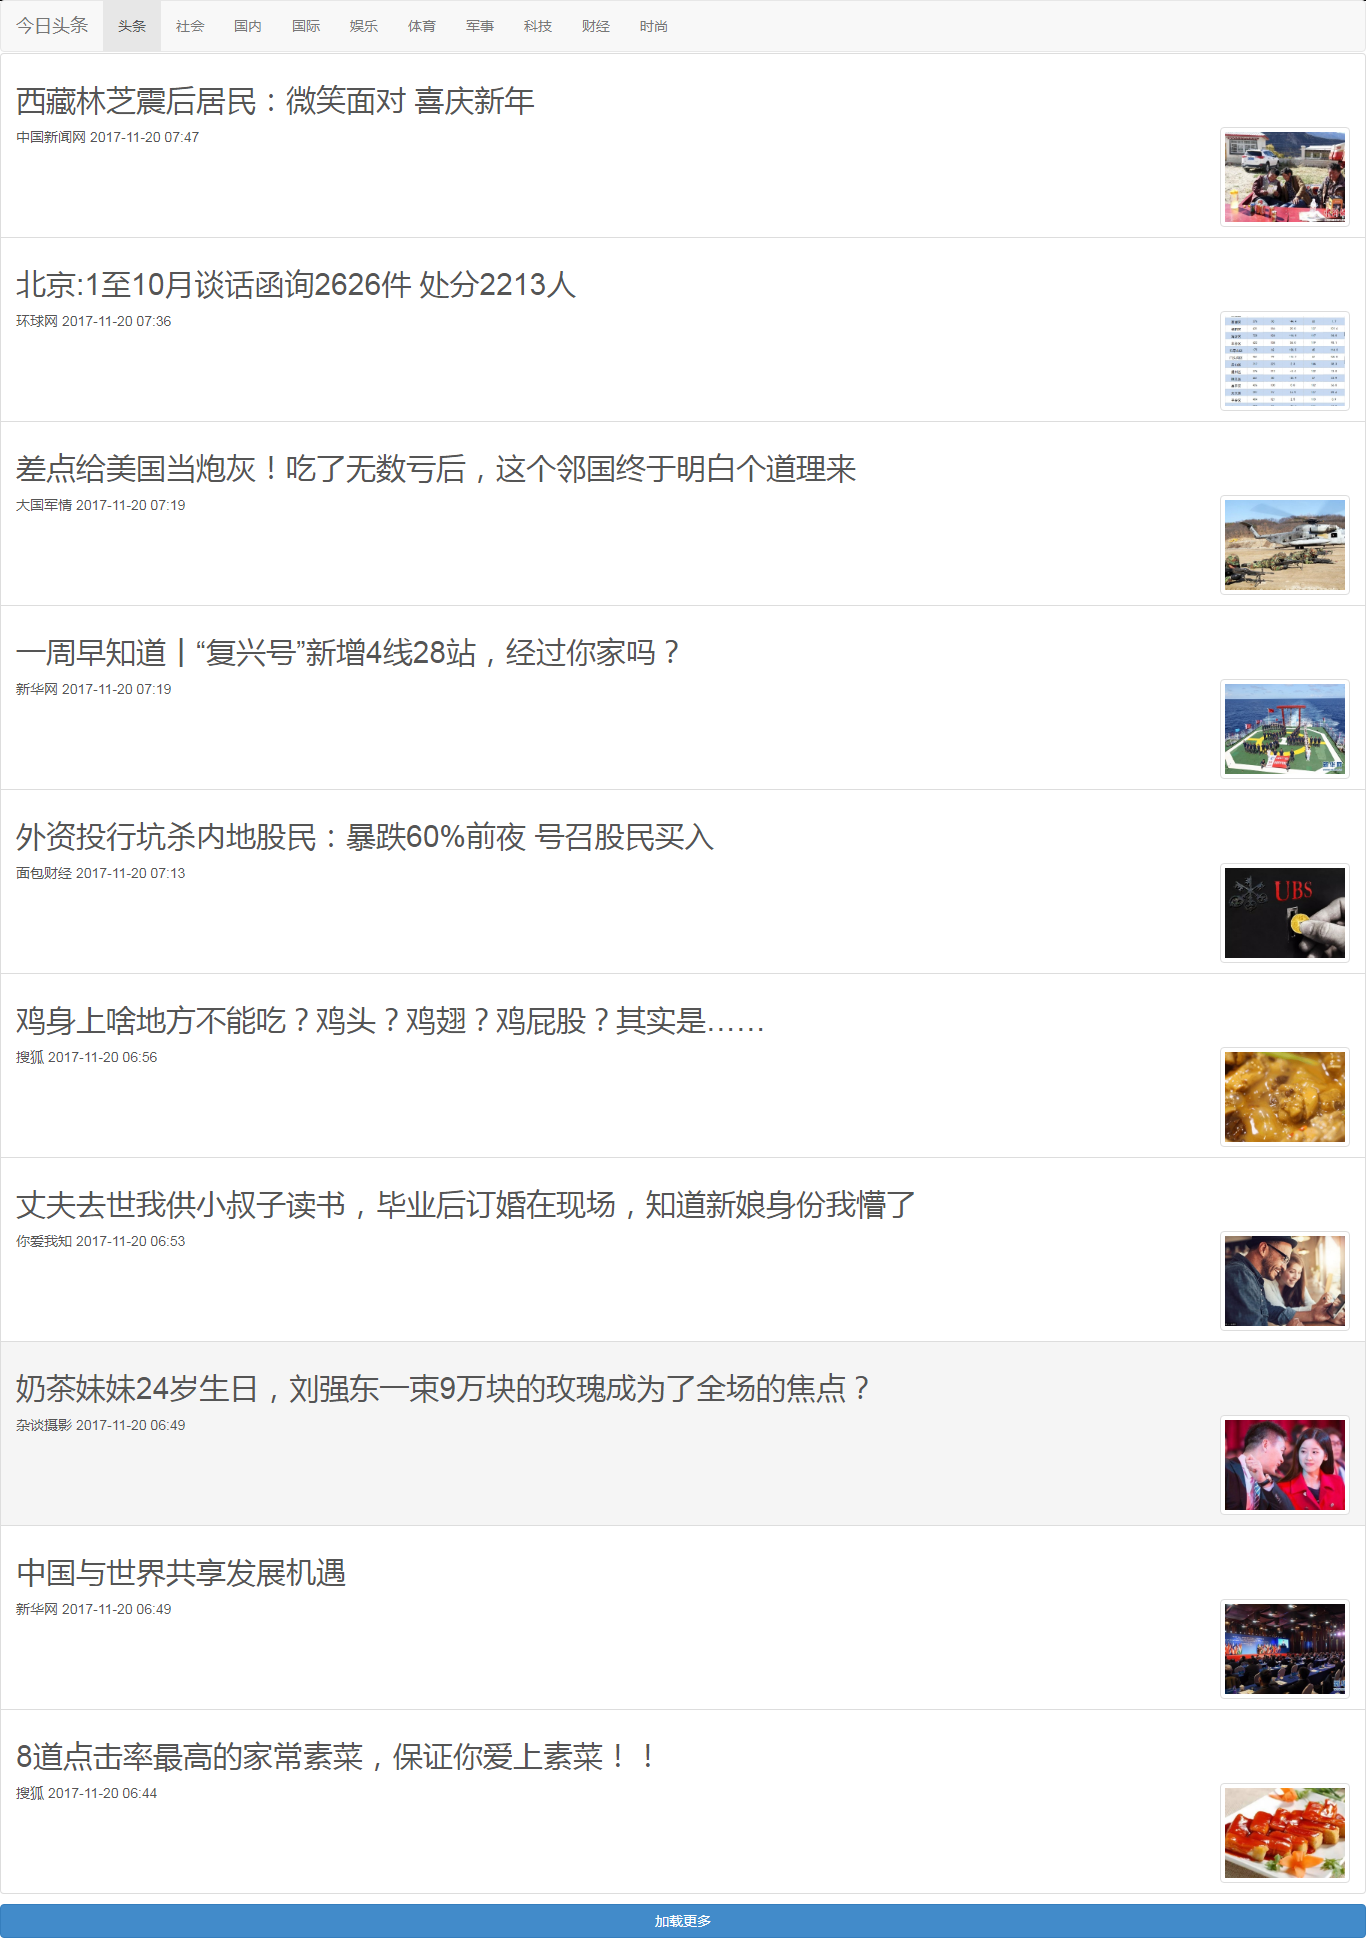 今日头条 头条 社会 国内 国际 娱乐 体育 军事 科技 财经 时尚
西藏林芝震后居民：微笑面对 喜庆新年
中国新闻网 2017-11-20 07:47
北京:1至10月谈话函询2626件 处分2213人
环球网 2017-11-20 07:36
差点给美国当炮灰！吃了无数亏后，这个邻国终于明白个道理来
大国军情 2017-11-20 07:19
一周早知道丨“复兴号”新增4线28站，经过你家吗？
新华网 2017-11-20 07:19
外资投行坑杀内地股民：暴跌60%前夜 号召股民买入
面包财经 2017-11-20 07:13
UBS
鸡身上啥地方不能吃？鸡头？鸡翅？鸡屁股？其实是……
搜狐 2017-11-20 06:56
丈夫去世我供小叔子读书，毕业后订婚在现场，知道新娘身份我懵了
你爱我知 2017-11-20 06:53
奶茶妹妹24岁生日，刘强东一束9万块的玫瑰成为了全场的焦点？
杂谈摄影 2017-11-20 06:49
中国与世界共享发展机遇
新华网 2017-11-20 06:49
8道点击率最高的家常素菜，保证你爱上素菜！！
搜狐 2017-11-20 06:44
加载更多